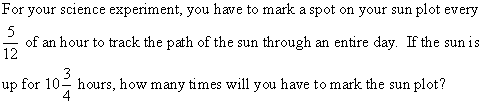 For your science experiment, you have to mark a spot on your sun plot every
5/12 of an hour to track the path of the sun through an entire day. If the sun is
up for 10 3/4 hours, how many times will you have to mark the sun plot?